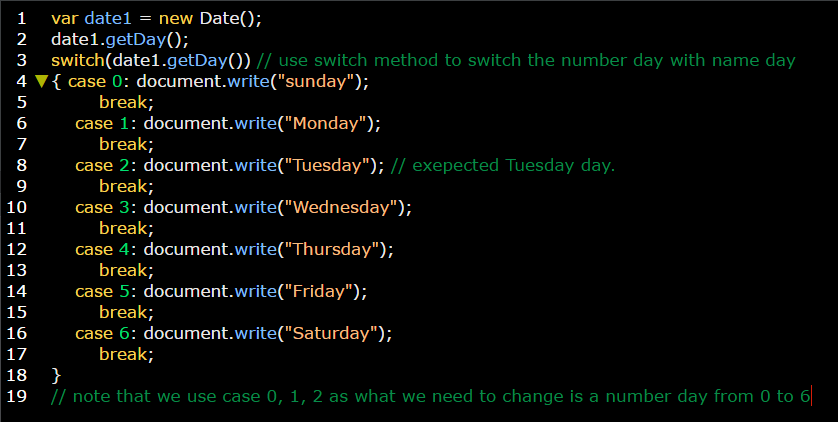 1 var date1 = new Date();
2 date1.getDay();
3 switch(date1.getDay()) // use switch method to switch the number day with name day
4 { case 0: document.write("sunday");
5 break;
6 case 1: document.write("Monday");
7 break;
8 case 2: document.write("Tuesday"); // exepected Tuesday day.
9 break;
10 case 3: document.write("Wednesday");
11 break;
12 case 4: document.write("Thursday");
13 break;
14 case 5: document.write("Friday");
15 break;
16 case 6: document.write("Saturday");
17 break;
18 }
19 // note that we use case 0, 1, 2 as what we need to change is a number day from 0 to 6